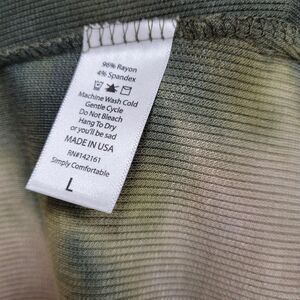 96% Rayon
4% Spandex
Machine Wash Cold
Gentle Cycle
Do Not Bleach
Hang To Dry
or you'll be sad
MADE IN USA
RN#142161
Simply Comfortable
L